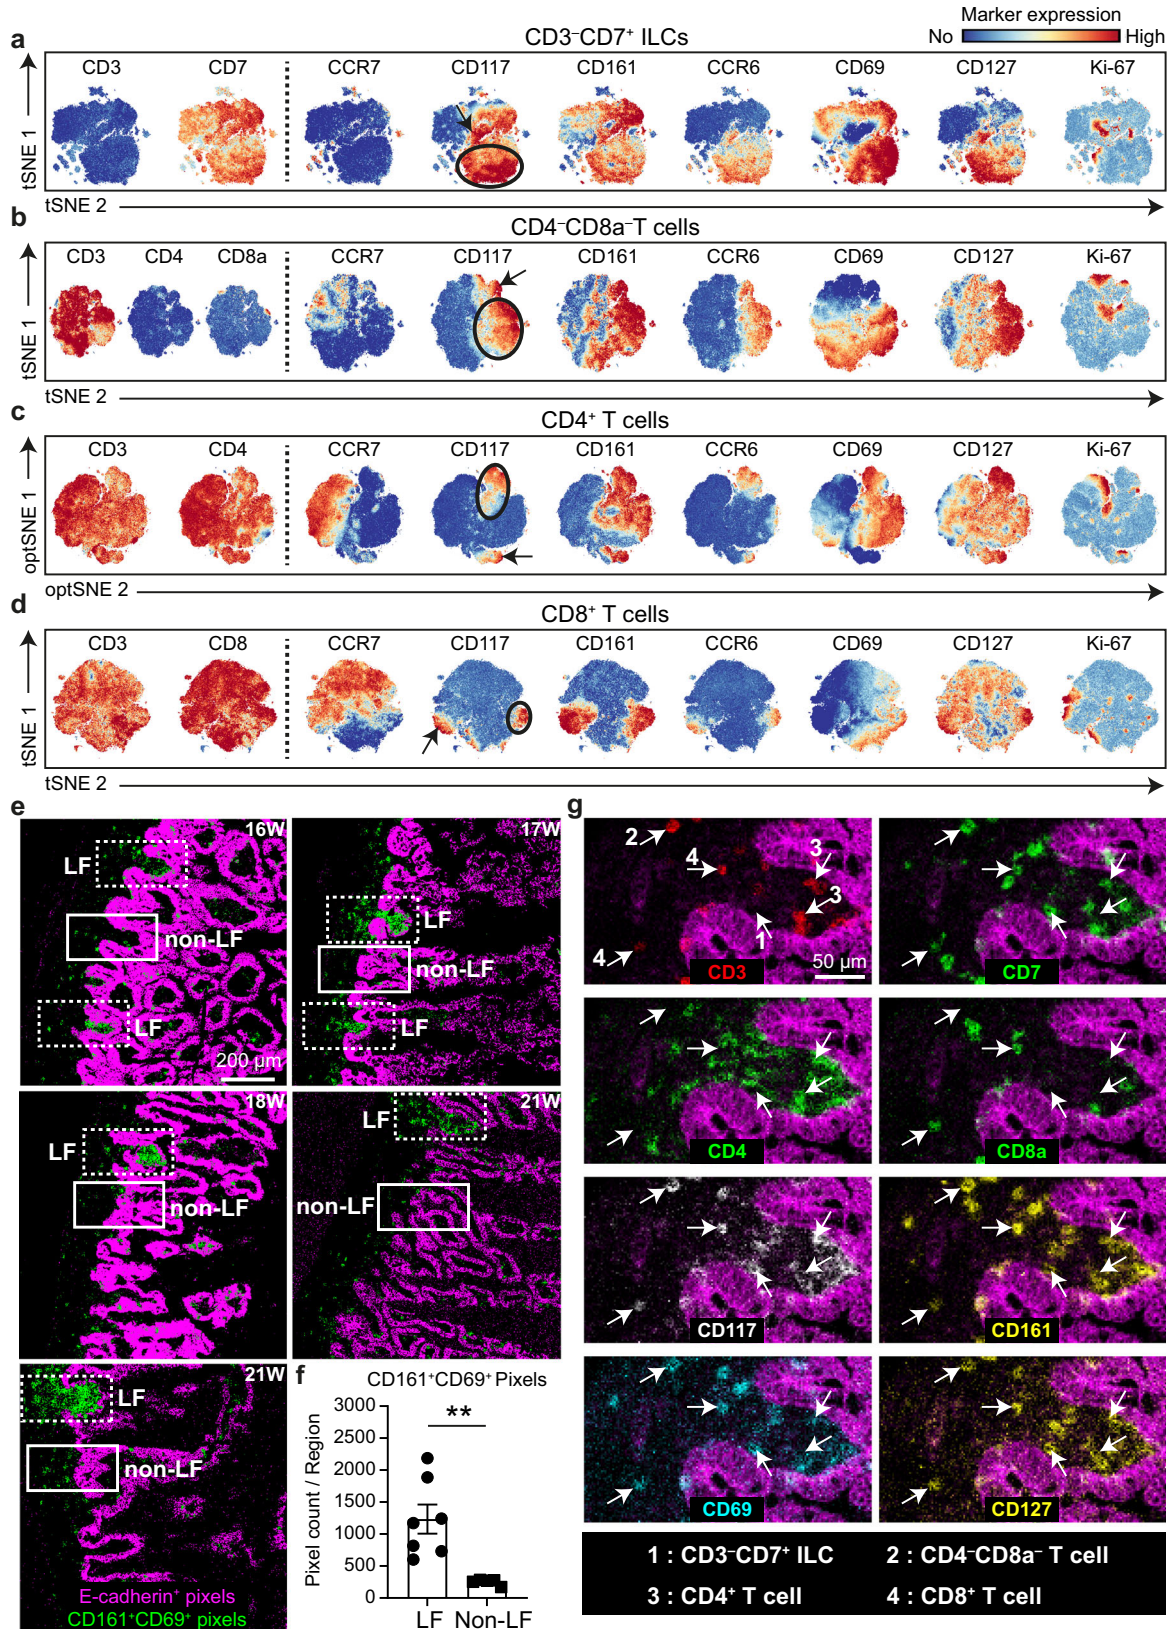 Marker expression
No High
a
CD3⁻CD7⁺ ILCs
CD3 CD7 CCR7 CD117 CD161 CCR6 CD69 CD127 Ki-67
tSNE 1
tSNE 2
b
CD4⁻CD8a⁻T cells
CD3 CD4 CD8a CCR7 CD117 CD161 CCR6 CD69 CD127 Ki-67
tSNE 1
tSNE 2
c
CD4⁺ T cells
CD3 CD4 CCR7 CD117 CD161 CCR6 CD69 CD127 Ki-67
optSNE 1
optSNE 2
d
CD8⁺ T cells
CD3 CD8 CCR7 CD117 CD161 CCR6 CD69 CD127 Ki-67
tSNE 1
tSNE 2
e
16W
LF
non-LF
LF
200 µm
17W
LF
non-LF
LF
18W
LF
non-LF
21W
LF
non-LF
21W
LF
non-LF
E-cadherin⁺ pixels
CD161⁺CD69⁺ pixels
f
CD161⁺CD69⁺ Pixels
**
Pixel count / Region
3000
2500
2000
1500
1000
500
0
LF Non-LF
g
2
4
3
3
1
4
CD3
50 µm
CD7
CD4
CD8a
CD117
CD161
CD69
CD127
1 : CD3⁻CD7⁺ ILC 2 : CD4⁻CD8a⁻ T cell
3 : CD4⁺ T cell 4 : CD8⁺ T cell